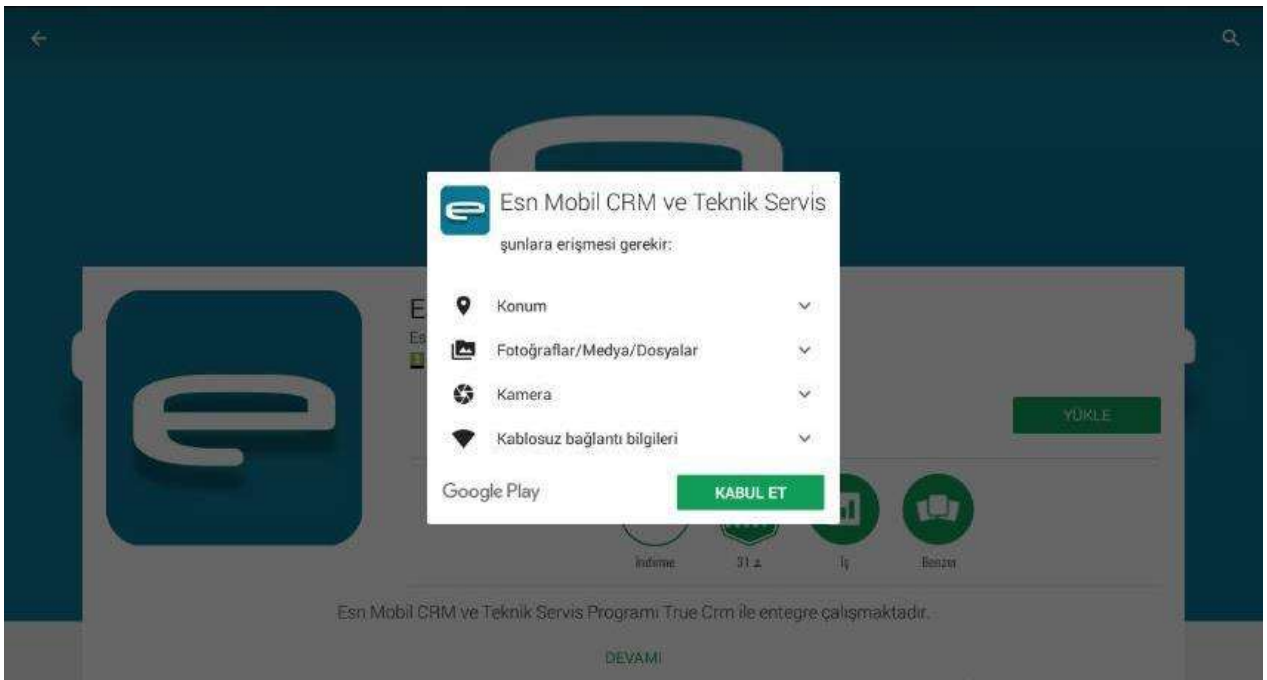 Esn Mobil CRM ve Teknik Servis
şunlara erişmesi gerekir:
Konum
Fotoğraflar/Medya/Dosyalar
Kamera
Kablosuz bağlantı bilgileri
Google Play
KABUL ET
YÜKLE
İndirme
31
İş
Benzer
Esn Mobil CRM ve Teknik Servis Programı True Crm ile entegre çalışmaktadır.
DEVAMI